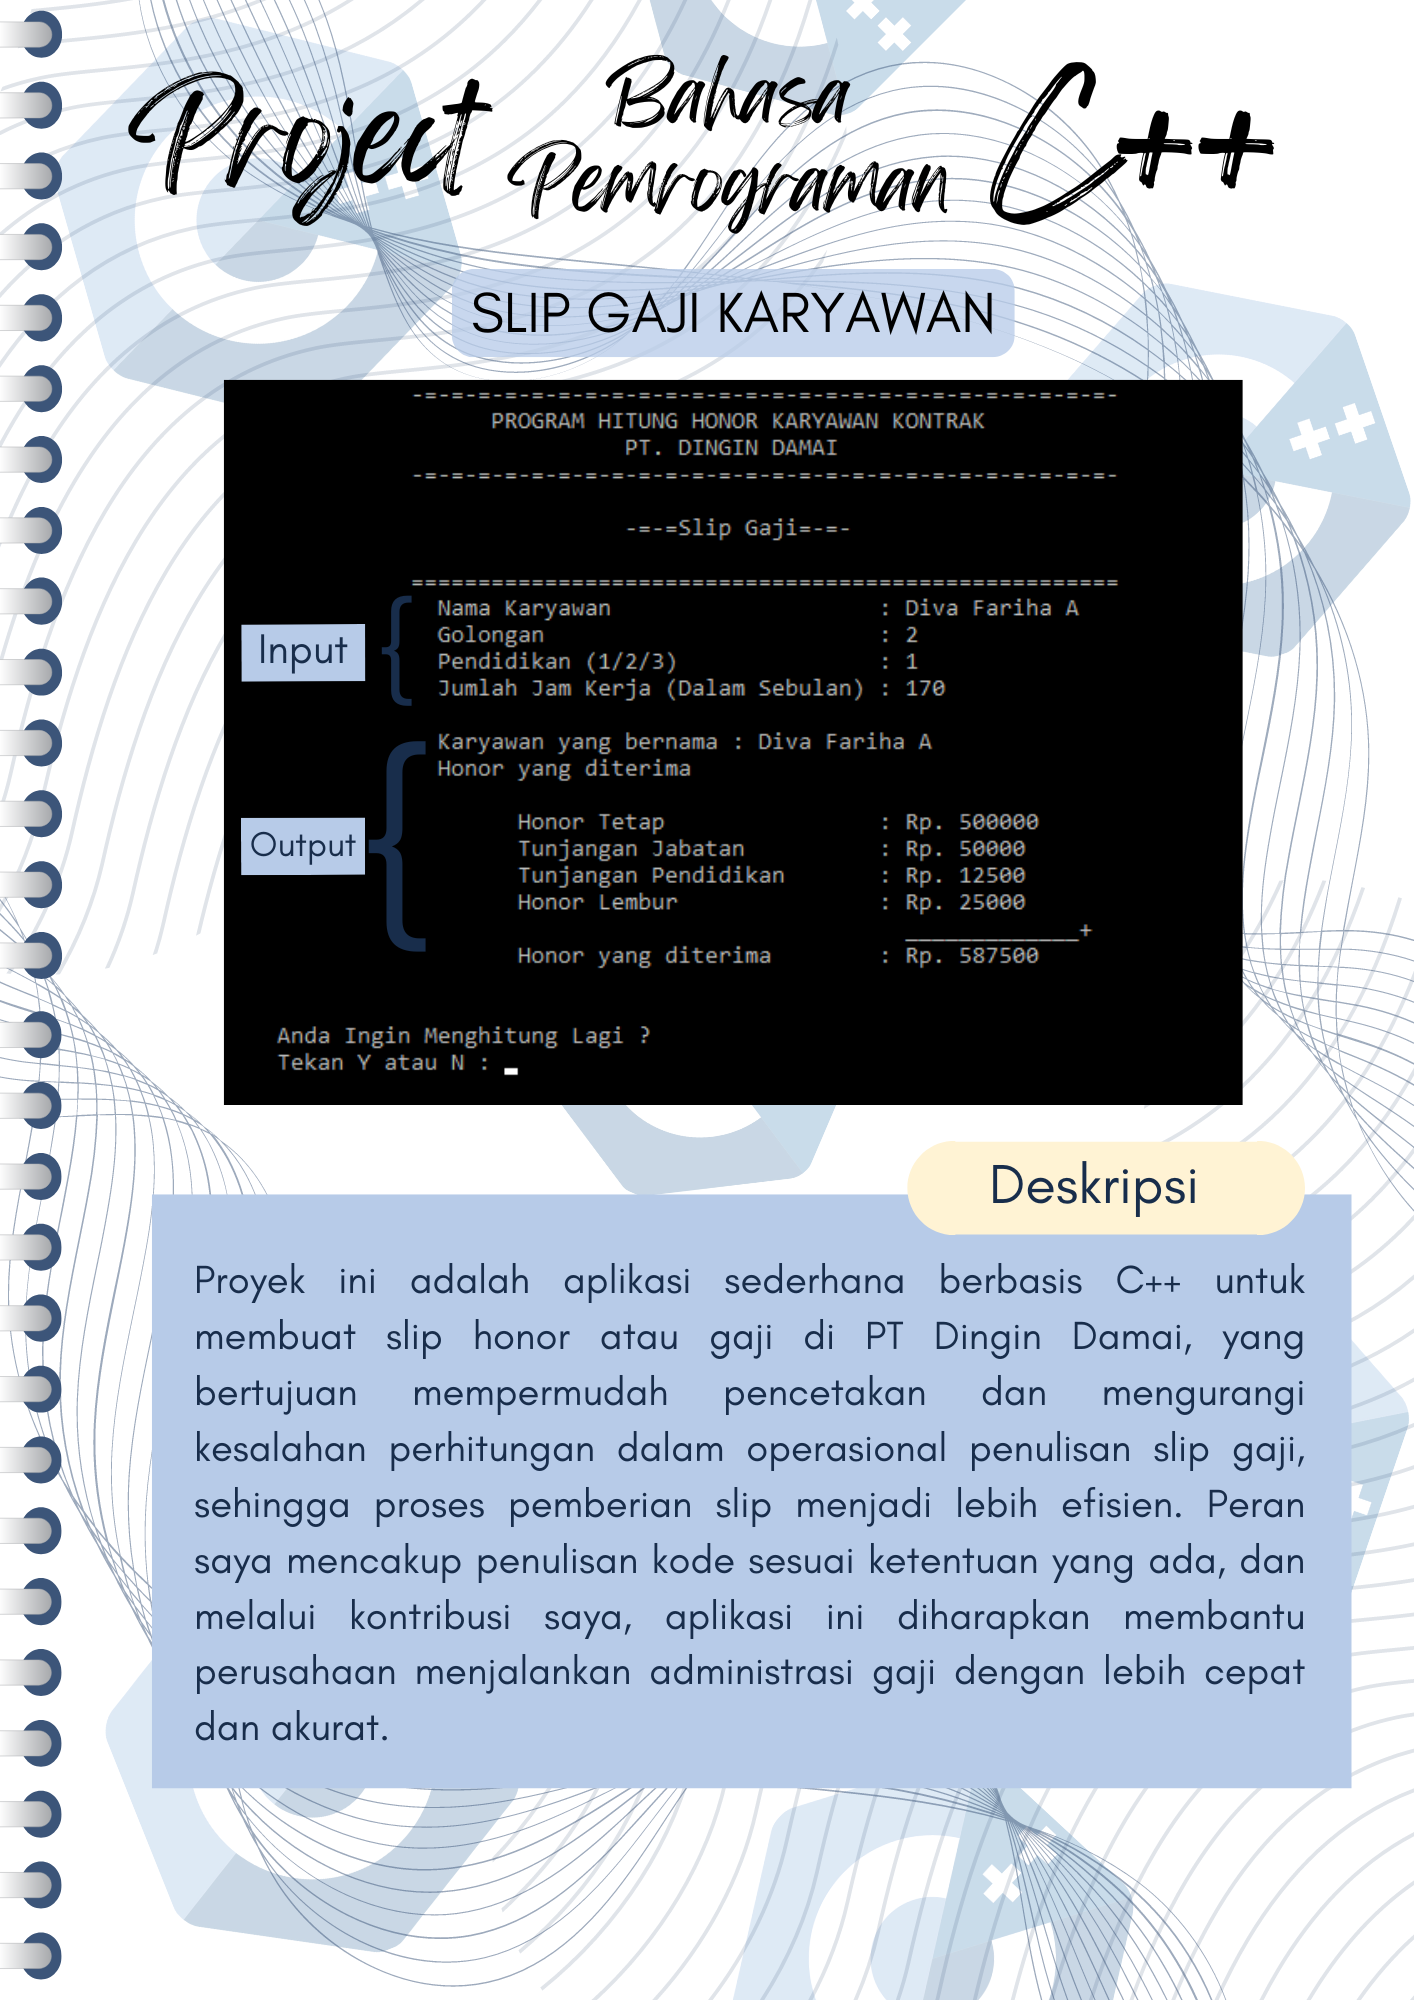 Project Bahasa Pemrograman C++
SLIP GAJI KARYAWAN
-=-=-=-=-=-=-=-=-=-=-=-=-=-=-=-=-=-=-=-=-=-=-=-=-=-=-
PROGRAM HITUNG HONOR KARYAWAN KONTRAK
PT. DINGIN DAMAI
-=-=-=-=-=-=-=-=-=-=-=-=-=-=-=-=-=-=-=-=-=-=-=-=-=-=-
-=-=Slip Gaji=-=-
=====================================================
Input
Nama Karyawan : Diva Fariha A
Golongan : 2
Pendidikan (1/2/3) : 1
Jumlah Jam Kerja (Dalam Sebulan) : 170
Output
Karyawan yang bernama : Diva Fariha A
Honor yang diterima
Honor Tetap : Rp. 500000
Tunjangan Jabatan : Rp. 50000
Tunjangan Pendidikan : Rp. 12500
Honor Lembur : Rp. 25000
_____________+
Honor yang diterima : Rp. 587500
Anda Ingin Menghitung Lagi ?
Tekan Y atau N : _
Deskripsi
Proyek ini adalah aplikasi sederhana berbasis C++ untuk
membuat slip honor atau gaji di PT Dingin Damai, yang
bertujuan mempermudah pencetakan dan mengurangi
kesalahan perhitungan dalam operasional penulisan slip gaji,
sehingga proses pemberian slip menjadi lebih efisien. Peran
saya mencakup penulisan kode sesuai ketentuan yang ada, dan
melalui kontribusi saya, aplikasi ini diharapkan membantu
perusahaan menjalankan administrasi gaji dengan lebih cepat
dan akurat.